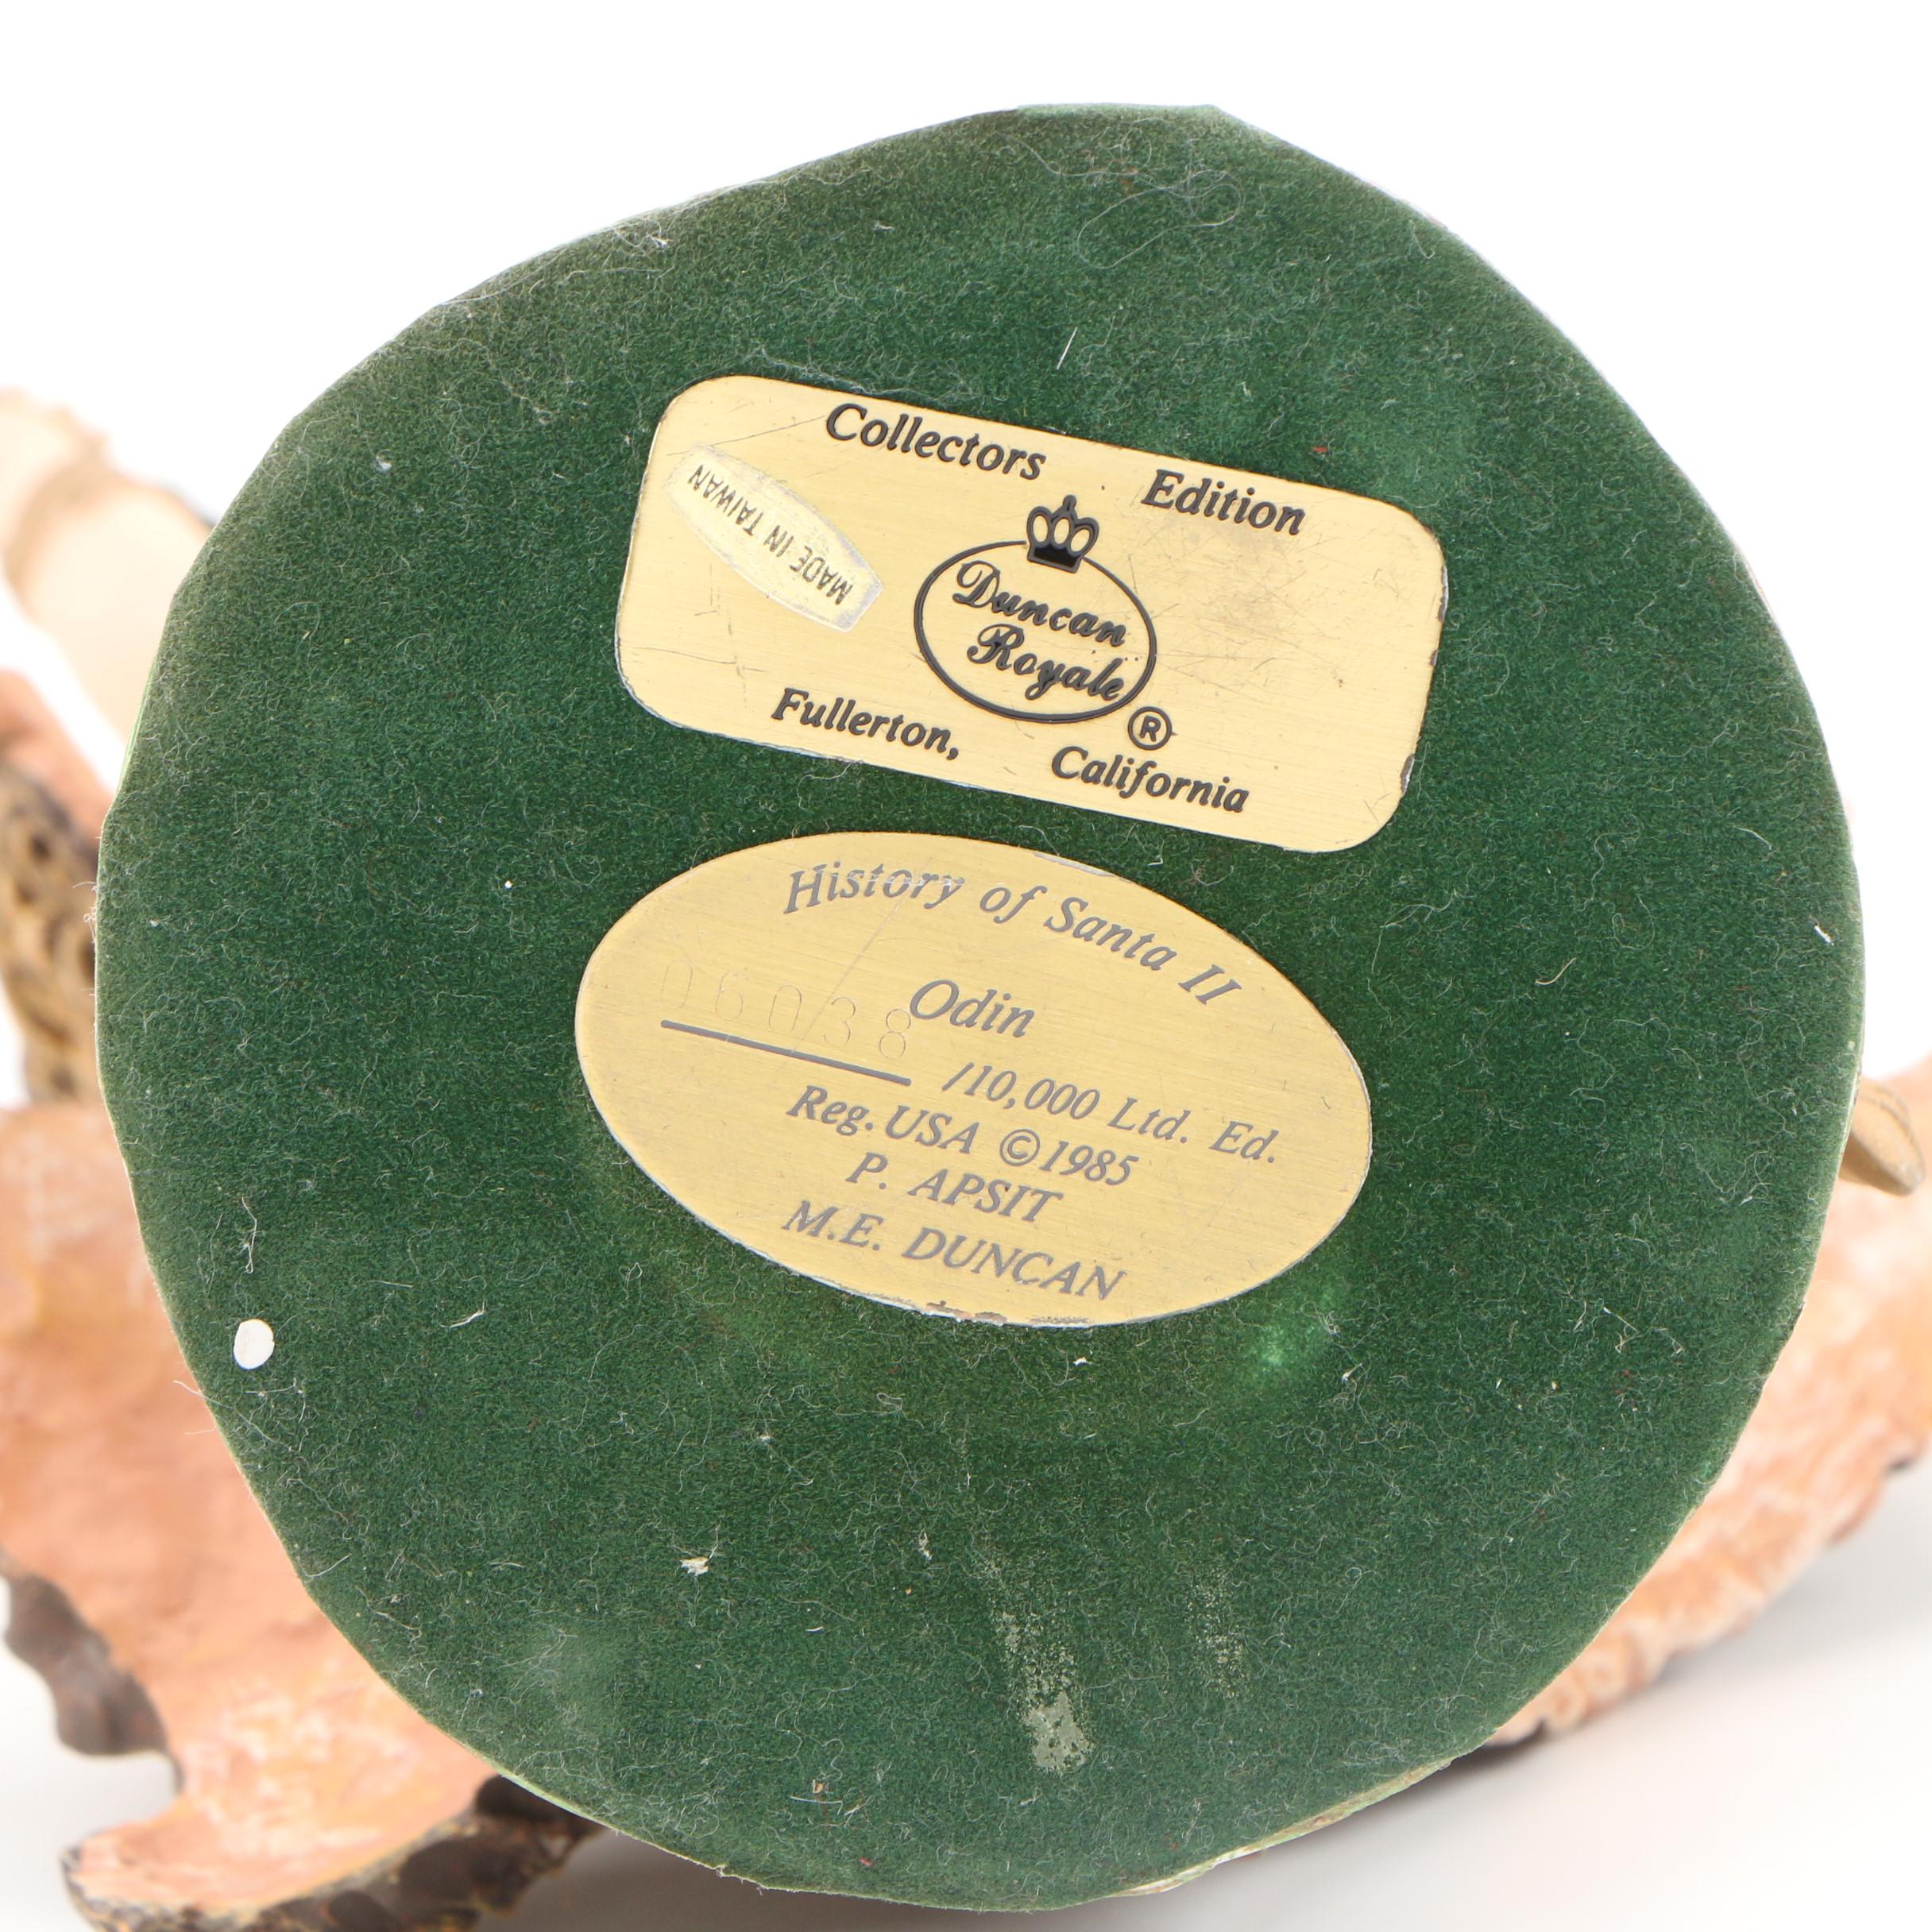 Collectors Edition
MADE IN TAIWAN
Duncan
Royale
®
Fullerton, California
History of Santa II
Odin
06038 /10,000 Ltd. Ed.
Reg. USA ©1985
P. APSIT
M.E. DUNCAN